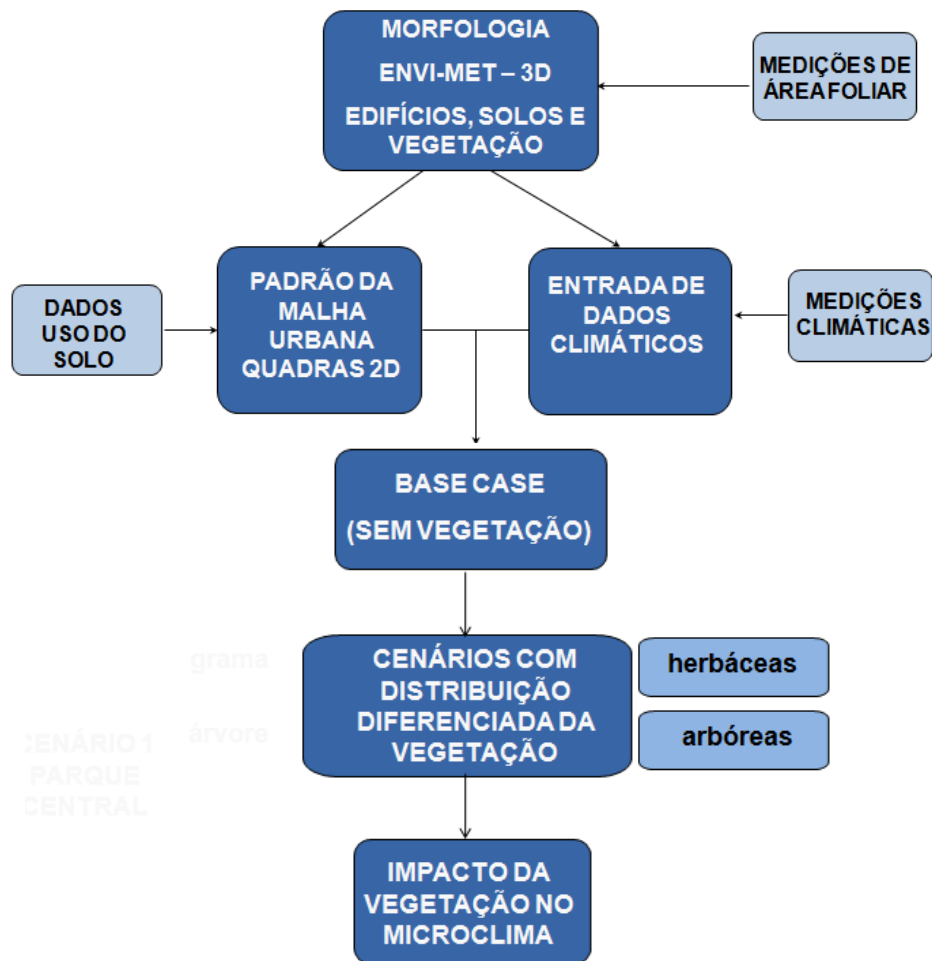 MORFOLOGIA
ENVI-MET – 3D
EDIFÍCIOS, SOLOS E
VEGETAÇÃO
MEDIÇÕES DE
ÁREA FOLIAR
DADOS
USO DO
SOLO
PADRÃO DA
MALHA
URBANA
QUADRAS 2D
ENTRADA DE
DADOS
CLIMÁTICOS
MEDIÇÕES
CLIMÁTICAS
BASE CASE
(SEM VEGETAÇÃO)
grama
árvore
CENÁRIO 1
PARQUE
CENTRAL
CENÁRIOS COM
DISTRIBUIÇÃO
DIFERENCIADA DA
VEGETAÇÃO
herbáceas
arbóreas
IMPACTO DA
VEGETAÇÃO NO
MICROCLIMA